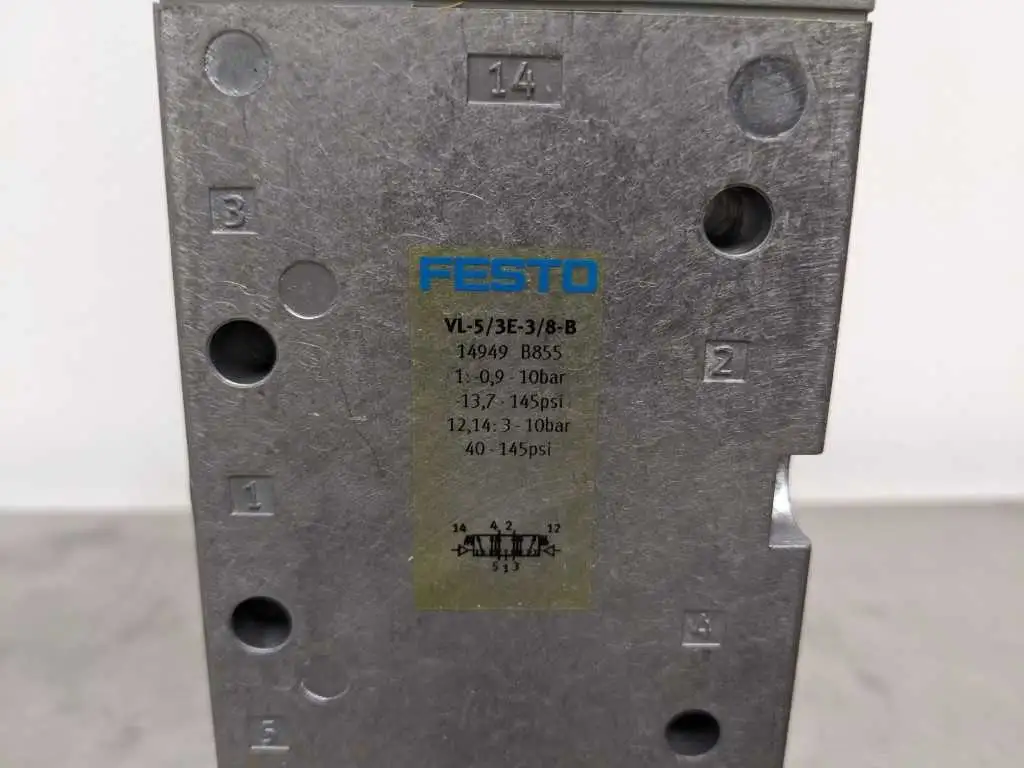 14
3
FESTO
VL-5/3E-3/8-B
14949 B855
1: -0,9 - 10bar
-13,7 - 145psi
12,14: 3 - 10bar
40 - 145psi
2
1
14 4 2 12
5 1 3
4
5